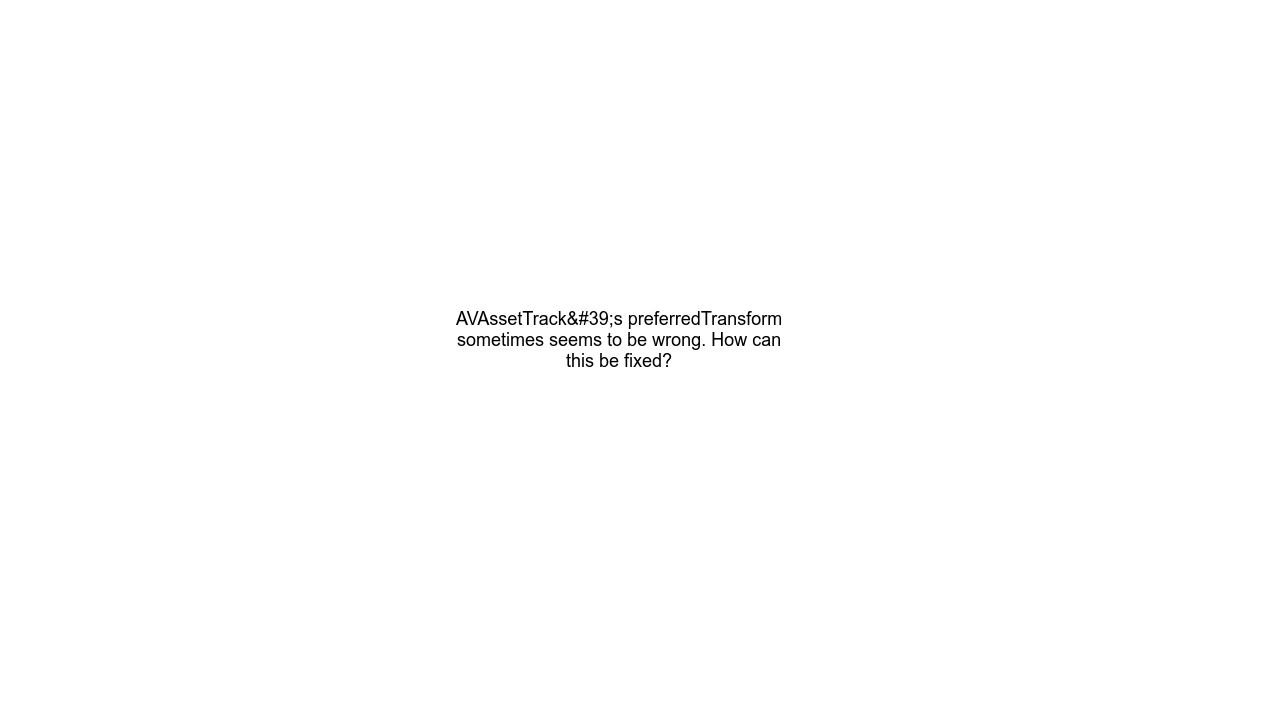 AVAssetTrack&#39;s preferredTransform
sometimes seems to be wrong. How can
this be fixed?